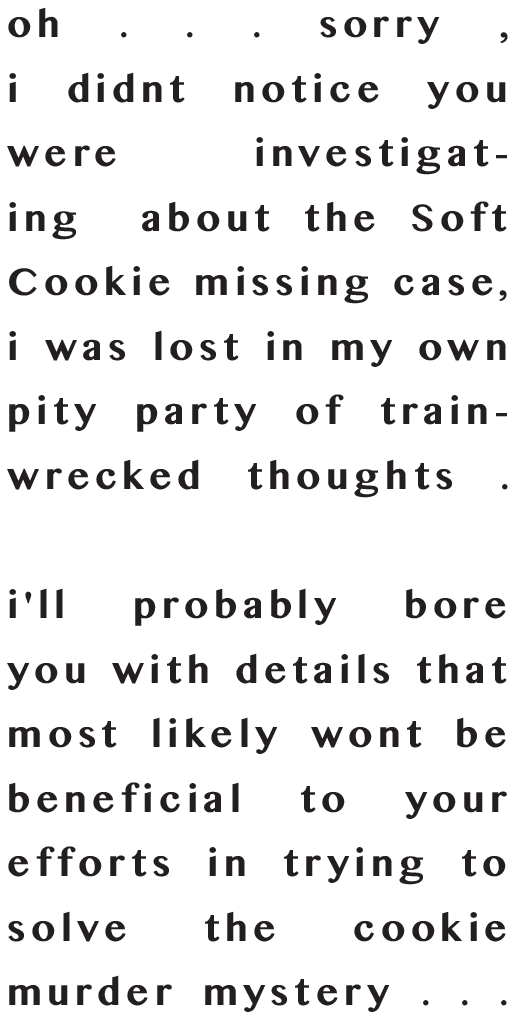 oh . . . sorry ,
i didnt notice you
were investigat-
ing about the Soft
Cookie missing case,
i was lost in my own
pity party of train-
wrecked thoughts .
i'll probably bore
you with details that
most likely wont be
beneficial to your
efforts in trying to
solve the cookie
murder mystery . . .